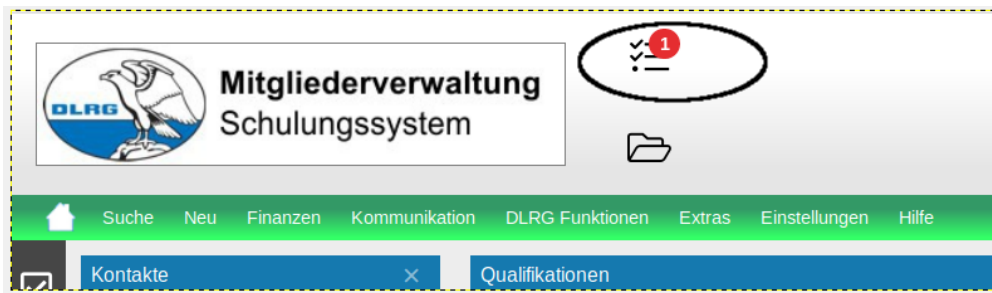 1
DLRG
Mitgliederverwaltung
Schulungssystem
Suche Neu Finanzen Kommunikation DLRG Funktionen Extras Einstellungen Hilfe
Kontakte × Qualifikationen